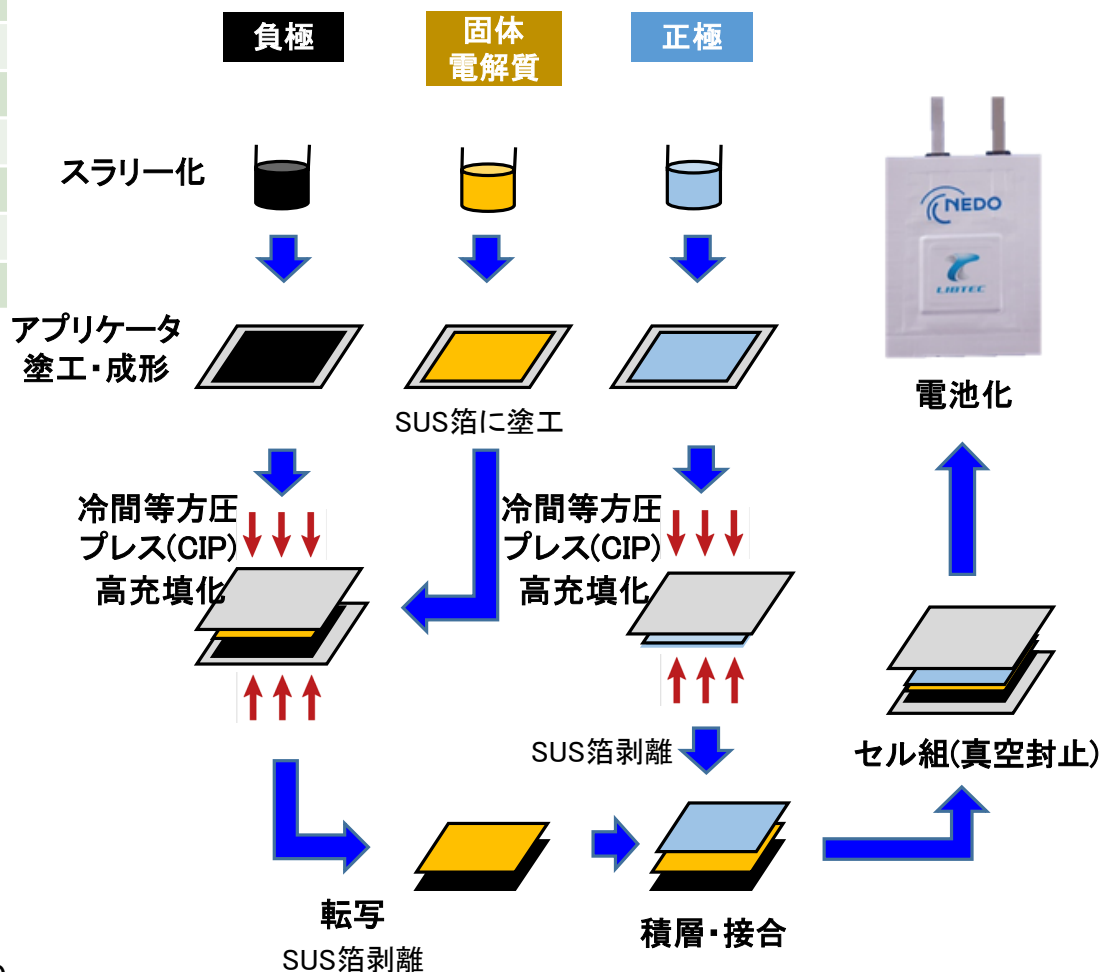 負極
固体
電解質
正極
スラリー化
アプリケータ
塗工・成形
SUS箔に塗工
NEDO
LIBTEC
電池化
冷間等方圧
プレス(CIP)
高充填化
冷間等方圧
プレス(CIP)
高充填化
SUS箔剥離
セル組(真空封止)
転写
SUS箔剥離
積層・接合